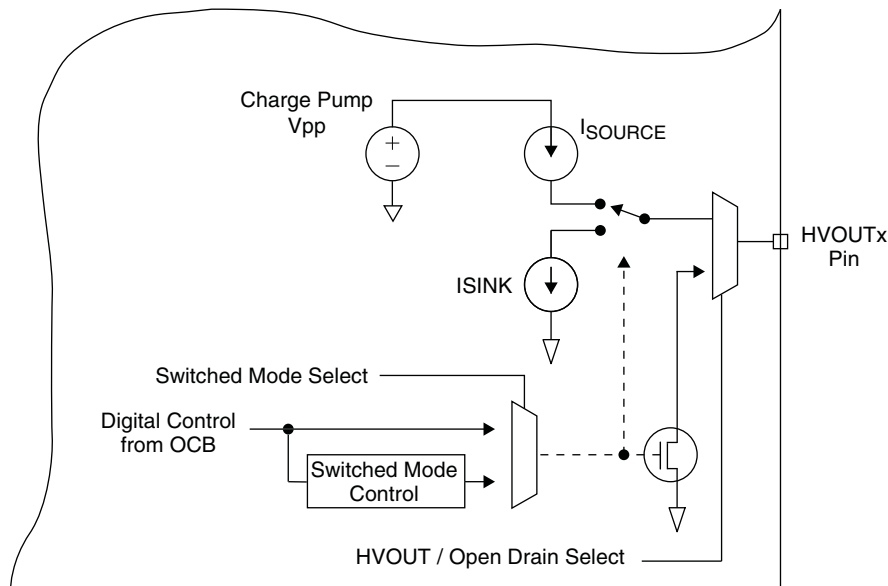 Charge Pump
Vpp
+
–
ISOURCE
HVOUTx
Pin
ISINK
Switched Mode Select
Digital Control
from OCB
Switched Mode
Control
HVOUT / Open Drain Select